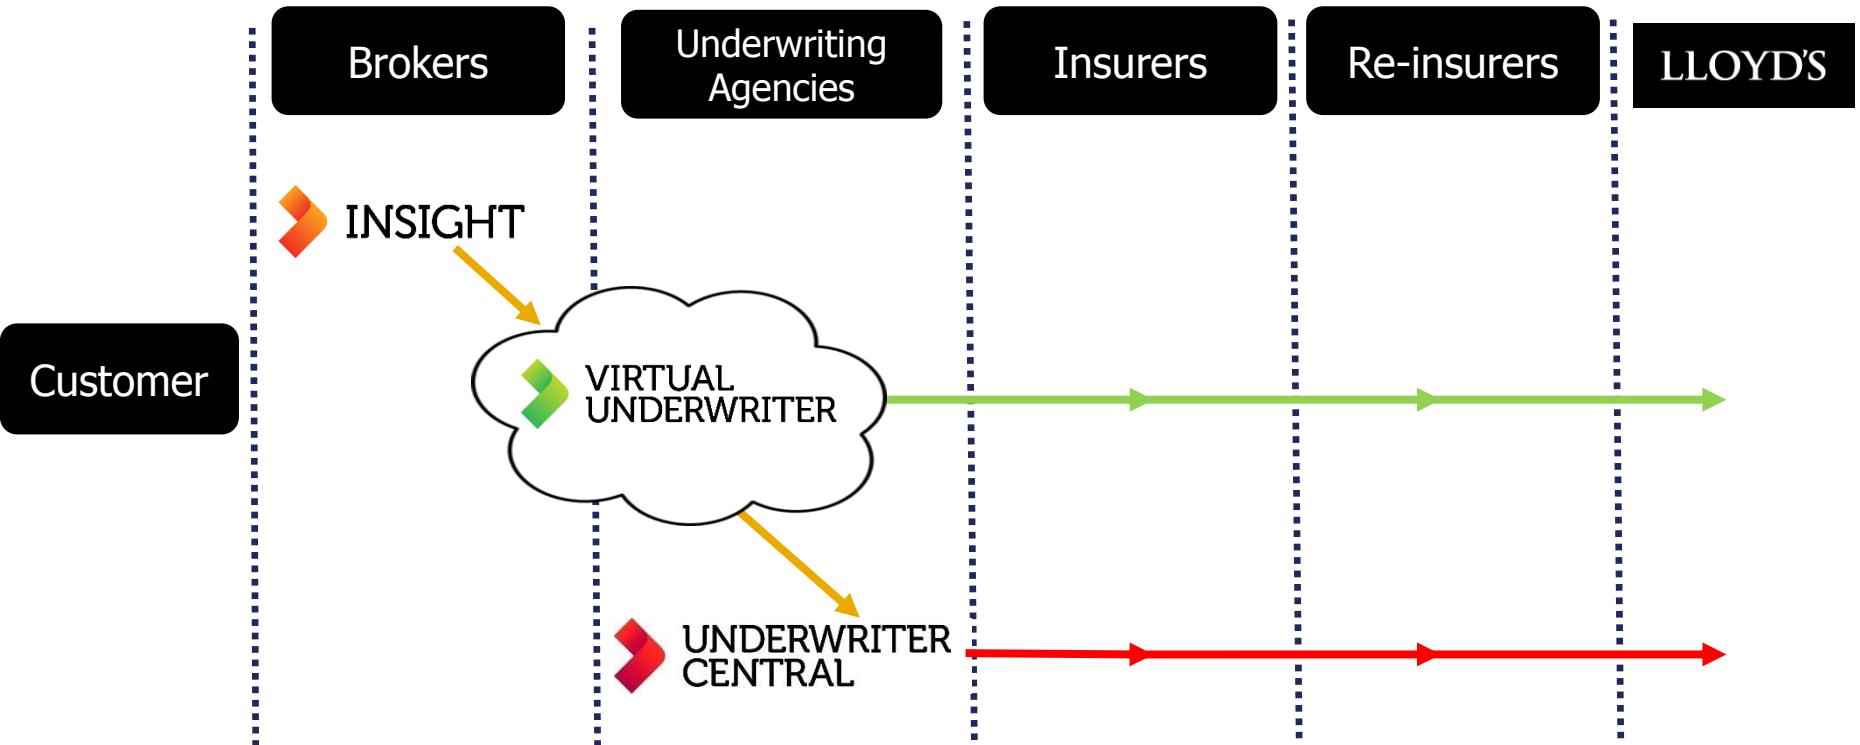 Brokers
Underwriting
Agencies
Insurers
Re-insurers
LLOYD'S
INSIGHT
Customer
VIRTUAL
UNDERWRITER
UNDERWRITER
CENTRAL